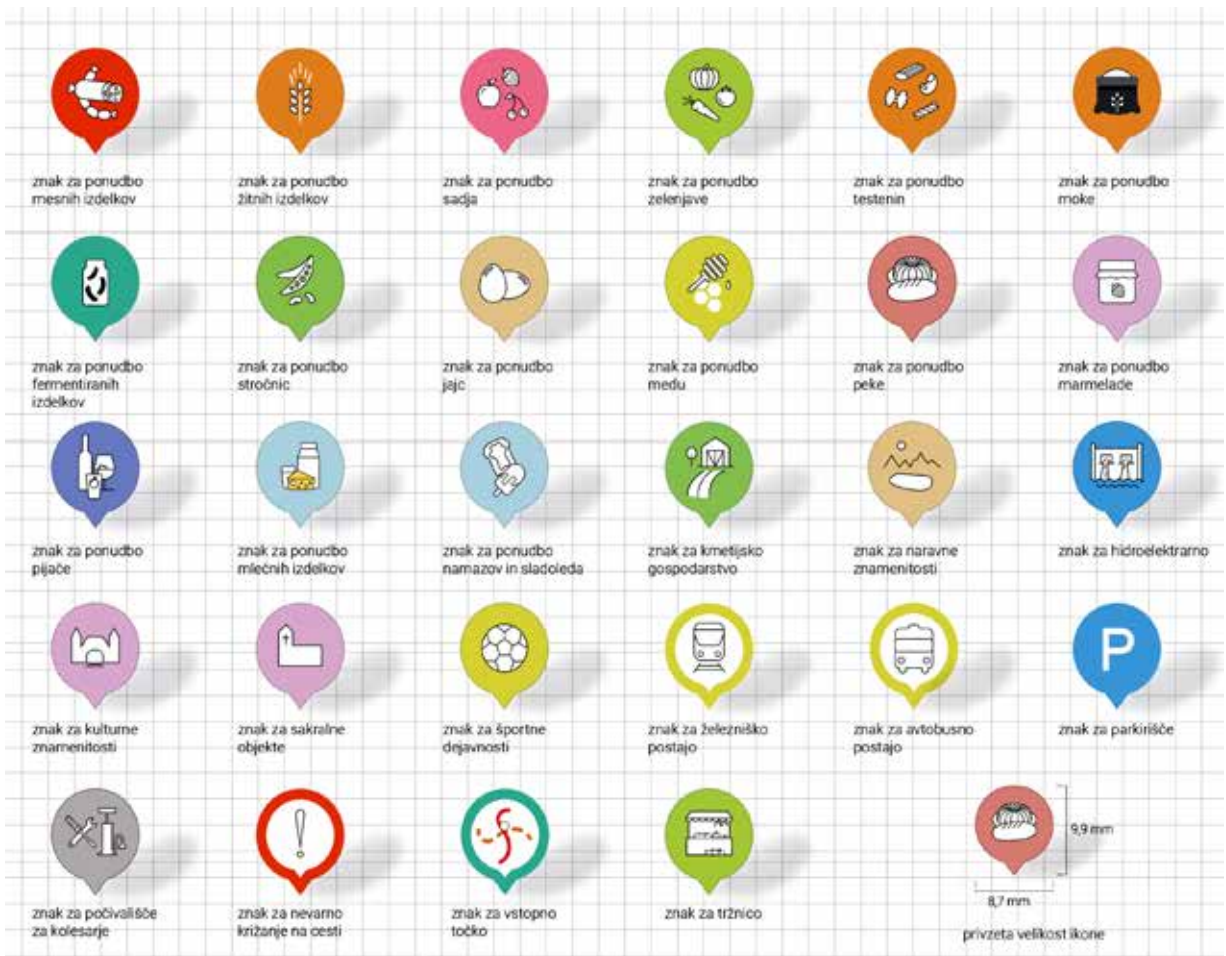 znak za ponudbo
mesnih izdelkov
znak za ponudbo
žitnih izdelkov
znak za ponudbo
sadja
znak za ponudbo
zelenjave
znak za ponudbo
testenin
znak za ponudbo
moke
znak za ponudbo
fermentiranih
izdelkov
znak za ponudbo
stročnic
znak za ponudbo
jajc
znak za ponudbo
medu
znak za ponudbo
peke
znak za ponudbo
marmelade
znak za ponudbo
pijače
znak za ponudbo
mlečnih izdelkov
znak za ponudbo
namazov in sladoleda
znak za kmetijsko
gospodarstvo
znak za naravne
znamenitosti
znak za hidroelektrarno
znak za kulturne
znamenitosti
znak za sakralne
objekte
znak za športne
dejavnosti
znak za železniško
postajo
znak za avtobusno
postajo
P
znak za parkirišče
znak za počivališče
za kolesarje
!
znak za nevarno
križanje na cesti
znak za vstopno
točko
znak za tržnico
9,9 mm
8,7 mm
privzeta velikost ikone